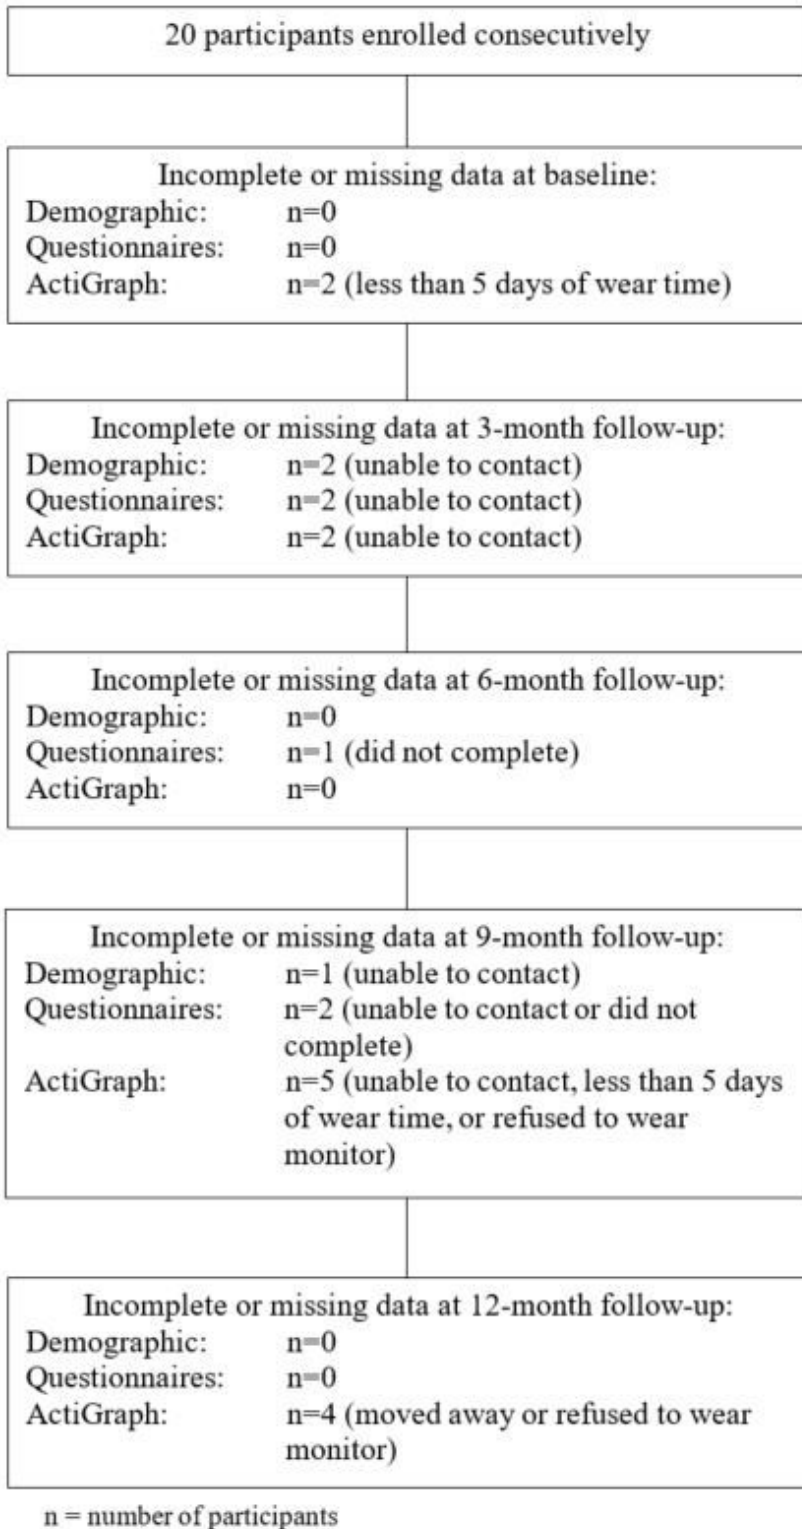 20 participants enrolled consecutively
Incomplete or missing data at baseline:
Demographic: n=0
Questionnaires: n=0
ActiGraph: n=2 (less than 5 days of wear time)
Incomplete or missing data at 3-month follow-up:
Demographic: n=2 (unable to contact)
Questionnaires: n=2 (unable to contact)
ActiGraph: n=2 (unable to contact)
Incomplete or missing data at 6-month follow-up:
Demographic: n=0
Questionnaires: n=1 (did not complete)
ActiGraph: n=0
Incomplete or missing data at 9-month follow-up:
Demographic: n=1 (unable to contact)
Questionnaires: n=2 (unable to contact or did not
complete)
ActiGraph: n=5 (unable to contact, less than 5 days
of wear time, or refused to wear
monitor)
Incomplete or missing data at 12-month follow-up:
Demographic: n=0
Questionnaires: n=0
ActiGraph: n=4 (moved away or refused to wear
monitor)
n = number of participants